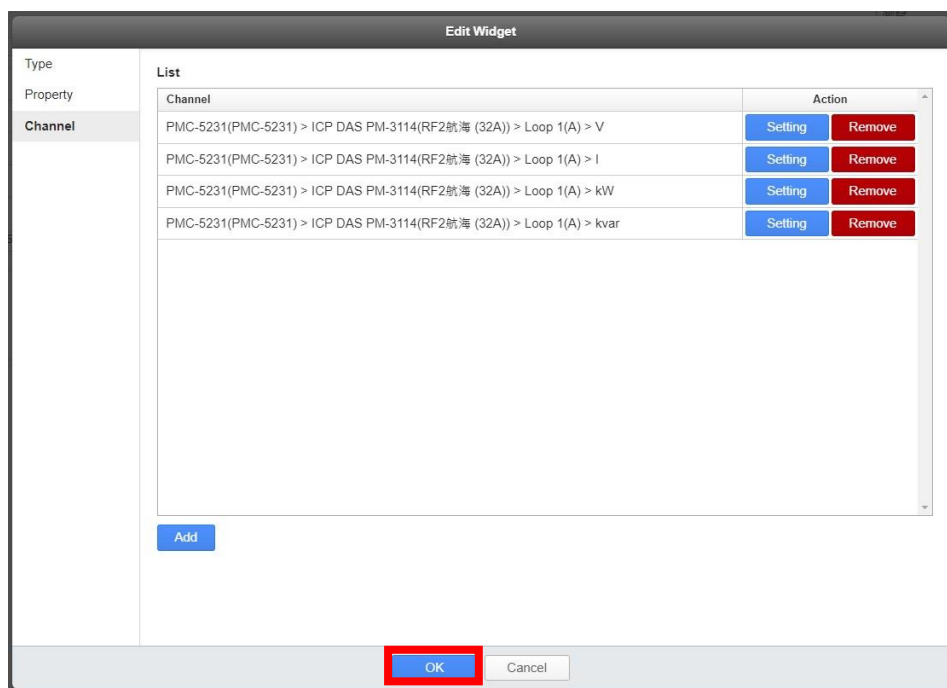 Edit Widget
Type
Property
Channel
List
Channel Action
PMC-5231(PMC-5231) > ICP DAS PM-3114(RF2航海 (32A)) > Loop 1(A) > V Setting Remove
PMC-5231(PMC-5231) > ICP DAS PM-3114(RF2航海 (32A)) > Loop 1(A) > I Setting Remove
PMC-5231(PMC-5231) > ICP DAS PM-3114(RF2航海 (32A)) > Loop 1(A) > kW Setting Remove
PMC-5231(PMC-5231) > ICP DAS PM-3114(RF2航海 (32A)) > Loop 1(A) > kvar Setting Remove
Add
OK Cancel